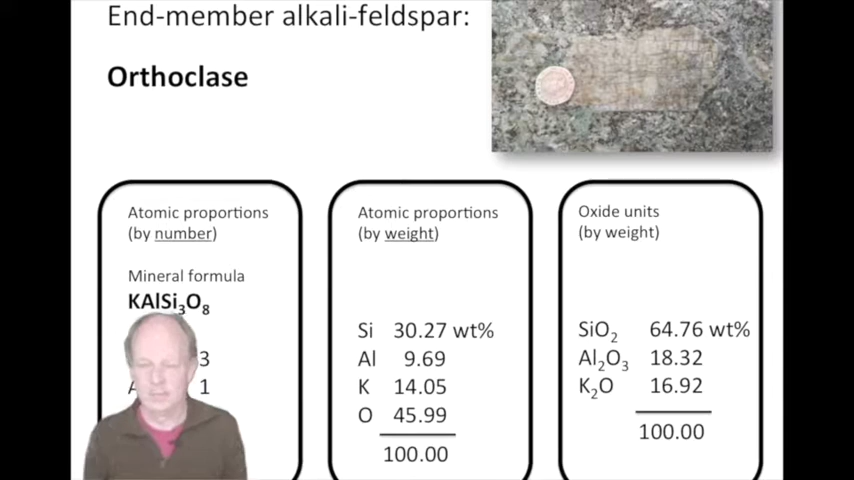 End-member alkali-feldspar:
Orthoclase
Atomic proportions
(by number)
Mineral formula
KAlSi₃O₈
3
A 1
Atomic proportions
(by weight)
Si 30.27 wt%
Al 9.69
K 14.05
O 45.99
100.00
Oxide units
(by weight)
SiO₂ 64.76 wt%
Al₂O₃ 18.32
K₂O 16.92
100.00